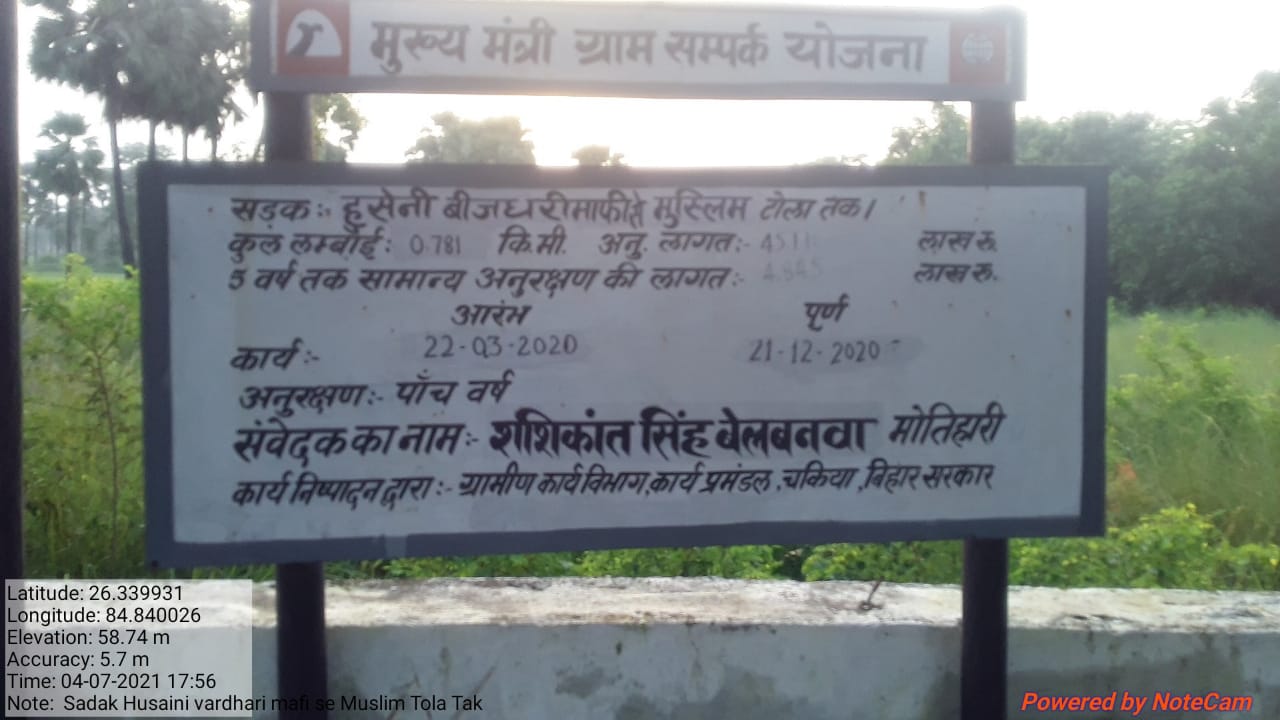 मुख्य मंत्री ग्राम सम्पर्क योजना
सड़क:- हुसेनी बीजधरीमाफी से मुस्लिम टोला तक।
कुल लम्बाई: 0.781 कि.मी. अनु. लागत:- लाख रू.
5 वर्ष तक सामान्य अनुरक्षण की लागत:- लाख रू.
आरंभ पूर्ण
कार्य:- 22-03-2020 21-12-2020
अनुरक्षण:- पाँच वर्ष
संवेदक का नाम:- शशिकांत सिंह बेलबनवा मोतिहारी
कार्य निष्पादन द्वारा:- ग्रामीण कार्य विभाग, कार्य प्रमंडल, चकिया, बिहार सरकार
Latitude: 26.339931
Longitude: 84.840026
Elevation: 58.74 m
Accuracy: 5.7 m
Time: 04-07-2021 17:56
Note: Sadak Husaini vardhari mafi se Muslim Tola Tak
Powered by NoteCam